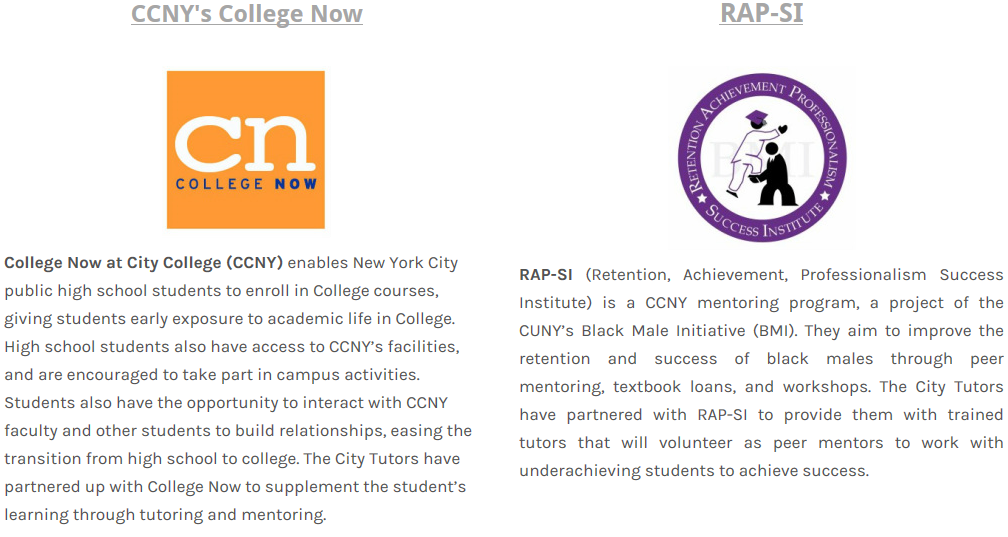 CCNY's College Now
cn
COLLEGE NOW
College Now at City College (CCNY) enables New York City
public high school students to enroll in College courses,
giving students early exposure to academic life in College.
High school students also have access to CCNY’s facilities,
and are encouraged to take part in campus activities.
Students also have the opportunity to interact with CCNY
faculty and other students to build relationships, easing the
transition from high school to college. The City Tutors have
partnered up with College Now to supplement the student’s
learning through tutoring and mentoring.
RAP-SI
RETENTION ACHIEVEMENT PROFESSIONALISM
BMI
SUCCESS INSTITUTE
RAP-SI (Retention, Achievement, Professionalism Success
Institute) is a CCNY mentoring program, a project of the
CUNY’s Black Male Initiative (BMI). They aim to improve the
retention and success of black males through peer
mentoring, textbook loans, and workshops. The City Tutors
have partnered with RAP-SI to provide them with trained
tutors that will volunteer as peer mentors to work with
underachieving students to achieve success.